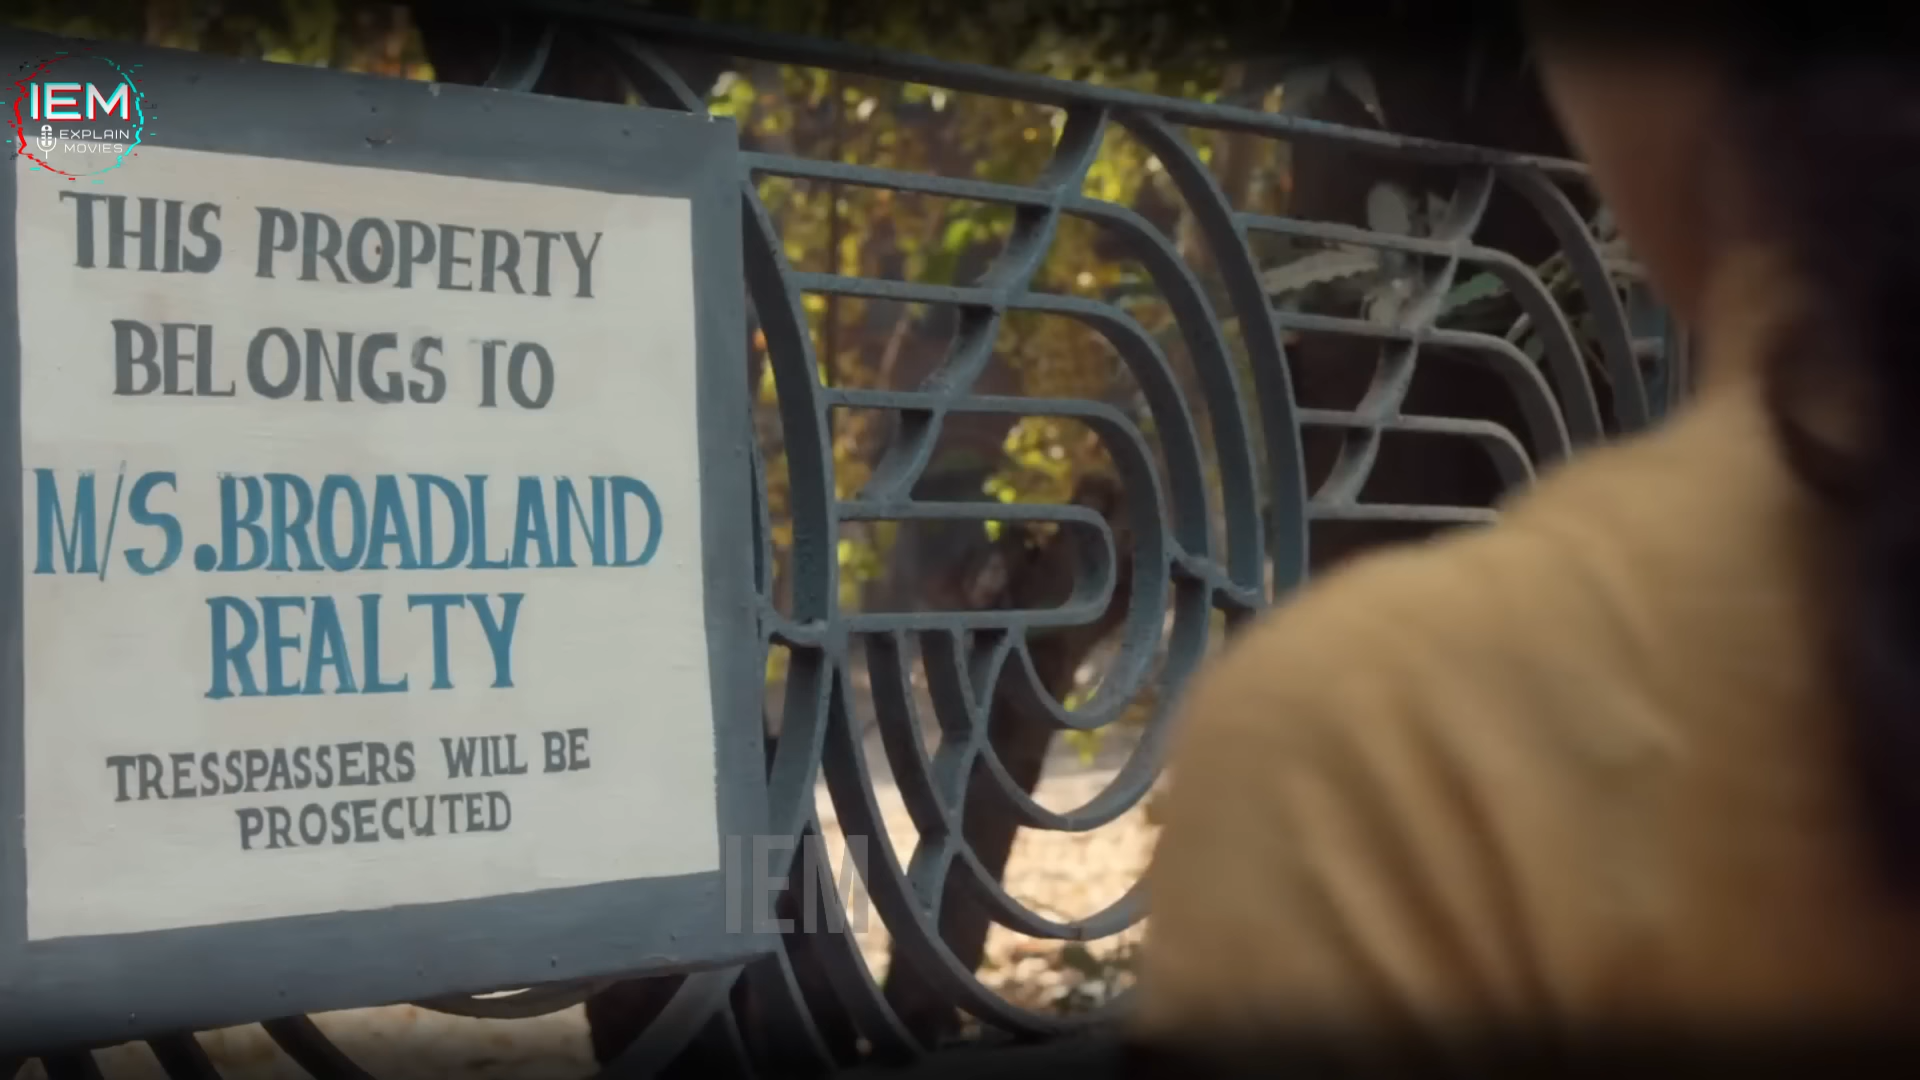 IEM
EXPLAIN
MOVIES
THIS PROPERTY
BELONGS TO
M/S.BROADLAND
REALTY
TRESSPASSERS WILL BE
PROSECUTED
IEM